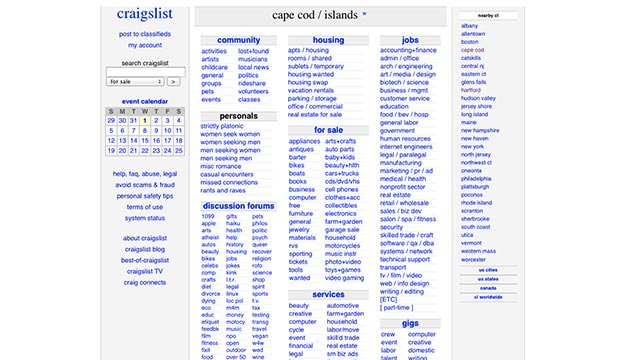 craigslist
post to classifieds
my account
search craigslist
for sale
>
event calendar
S M T W T F S
29 30 31 1 2 3 4
5 6 7 8 9 10 11
12 13 14 15 16 17 18
19 20 21 22 23 24 25
help, faq, abuse, legal
avoid scams & fraud
personal safety tips
terms of use
system status
about craigslist
craigslist blog
best-of-craigslist
craigslist TV
craig connects
cape cod / islands w
community
activities lost+found
artists musicians
childcare local news
general politics
groups rideshare
pets volunteers
events classes
personals
strictly platonic
women seek women
women seeking men
men seeking women
men seeking men
misc romance
casual encounters
missed connections
rants and raves
discussion forums
1099 gifts pets
apple haiku philos
arts health politic
atheist help psych
autos history queer
beauty housing recover
bikes jobs religion
celebs jokes rofo
comp kink science
crafts l.t.r. shop
diet legal spirit
divorce linux sports
dying loc pol t.v.
eco m4m tax
educ money testing
etiquet motocy transg
feedbk music travel
film npo vegan
fitness open w4w
fixit outdoor wed
food over 50 wine
housing
apts / housing
rooms / shared
sublets / temporary
housing wanted
housing swap
vacation rentals
parking / storage
office / commercial
real estate for sale
for sale
appliances arts+crafts
antiques auto parts
barter baby+kids
bikes beauty+hlth
boats cars+trucks
books cds/dvd/vhs
business cell phones
computer clothes+acc
free collectibles
furniture electronics
general farm+garden
jewelry garage sale
materials household
rvs motorcycles
sporting music instr
tickets photo+video
tools toys+games
wanted video gaming
services
beauty automotive
creative farm+garden
computer household
cycle labor/move
event skill'd trade
financial real estate
legal sm biz ads
jobs
accounting+finance
admin / office
arch / engineering
art / media / design
biotech / science
business / mgmt
customer service
education
food / bev / hosp
general labor
government
human resources
internet engineers
legal / paralegal
manufacturing
marketing / pr / ad
medical / health
nonprofit sector
real estate
retail / wholesale
sales / biz dev
salon / spa / fitness
security
skilled trade / craft
software / qa / dba
systems / network
technical support
transport
tv / film / video
web / info design
writing / editing
[ETC]
[ part-time ]
gigs
crew computer
event creative
labor domestic
talent writing
nearby cl
albany
allentown
boston
cape cod
catskills
central nj
eastern ct
glens falls
hartford
hudson valley
jersey shore
long island
maine
new hampshire
new haven
new york
north jersey
northwest ct
oneonta
philadelphia
plattsburgh
poconos
rhode island
scranton
sherbrooke
south coast
utica
vermont
western mass
worcester
us cities
us states
canada
cl worldwide